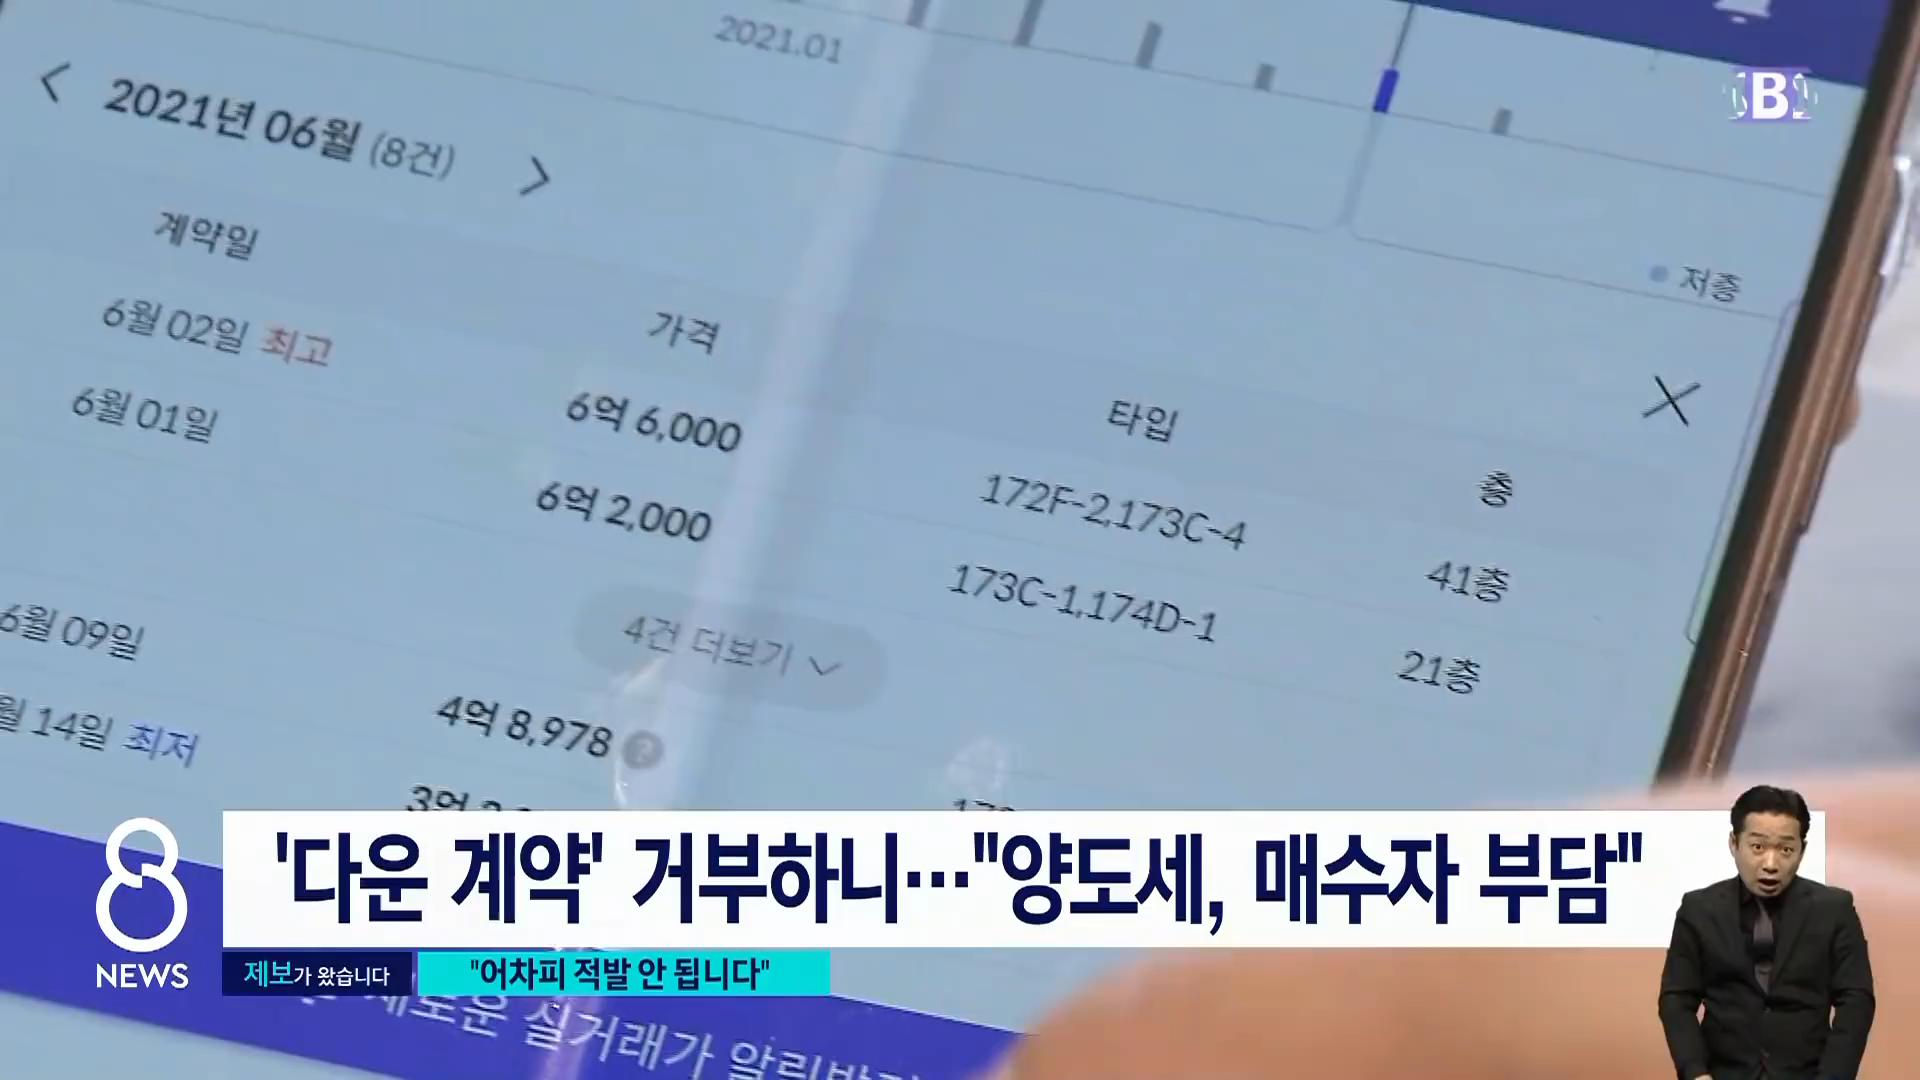 2021.01
2021년 06월 (8건)
저층
계약일 가격 타입 층
6월 02일 최고 6억 6,000 172F-2,173C-4 41층
6월 01일 6억 2,000 173C-1,174D-1 21층
4건 더보기
6월 09일 4억 8,978
월 14일 최저 3억
'다운 계약' 거부하니…"양도세, 매수자 부담"
8 NEWS
제보가 왔습니다 "어차피 적발 안 됩니다"
새로운 실거래가